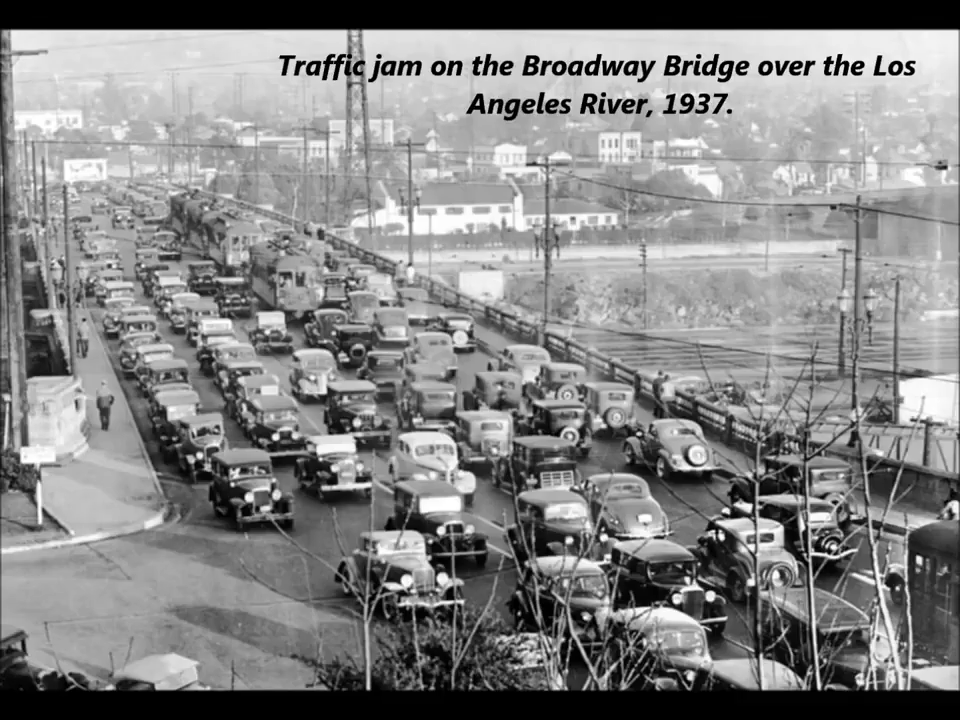 Traffic jam on the Broadway Bridge over the Los
Angeles River, 1937.